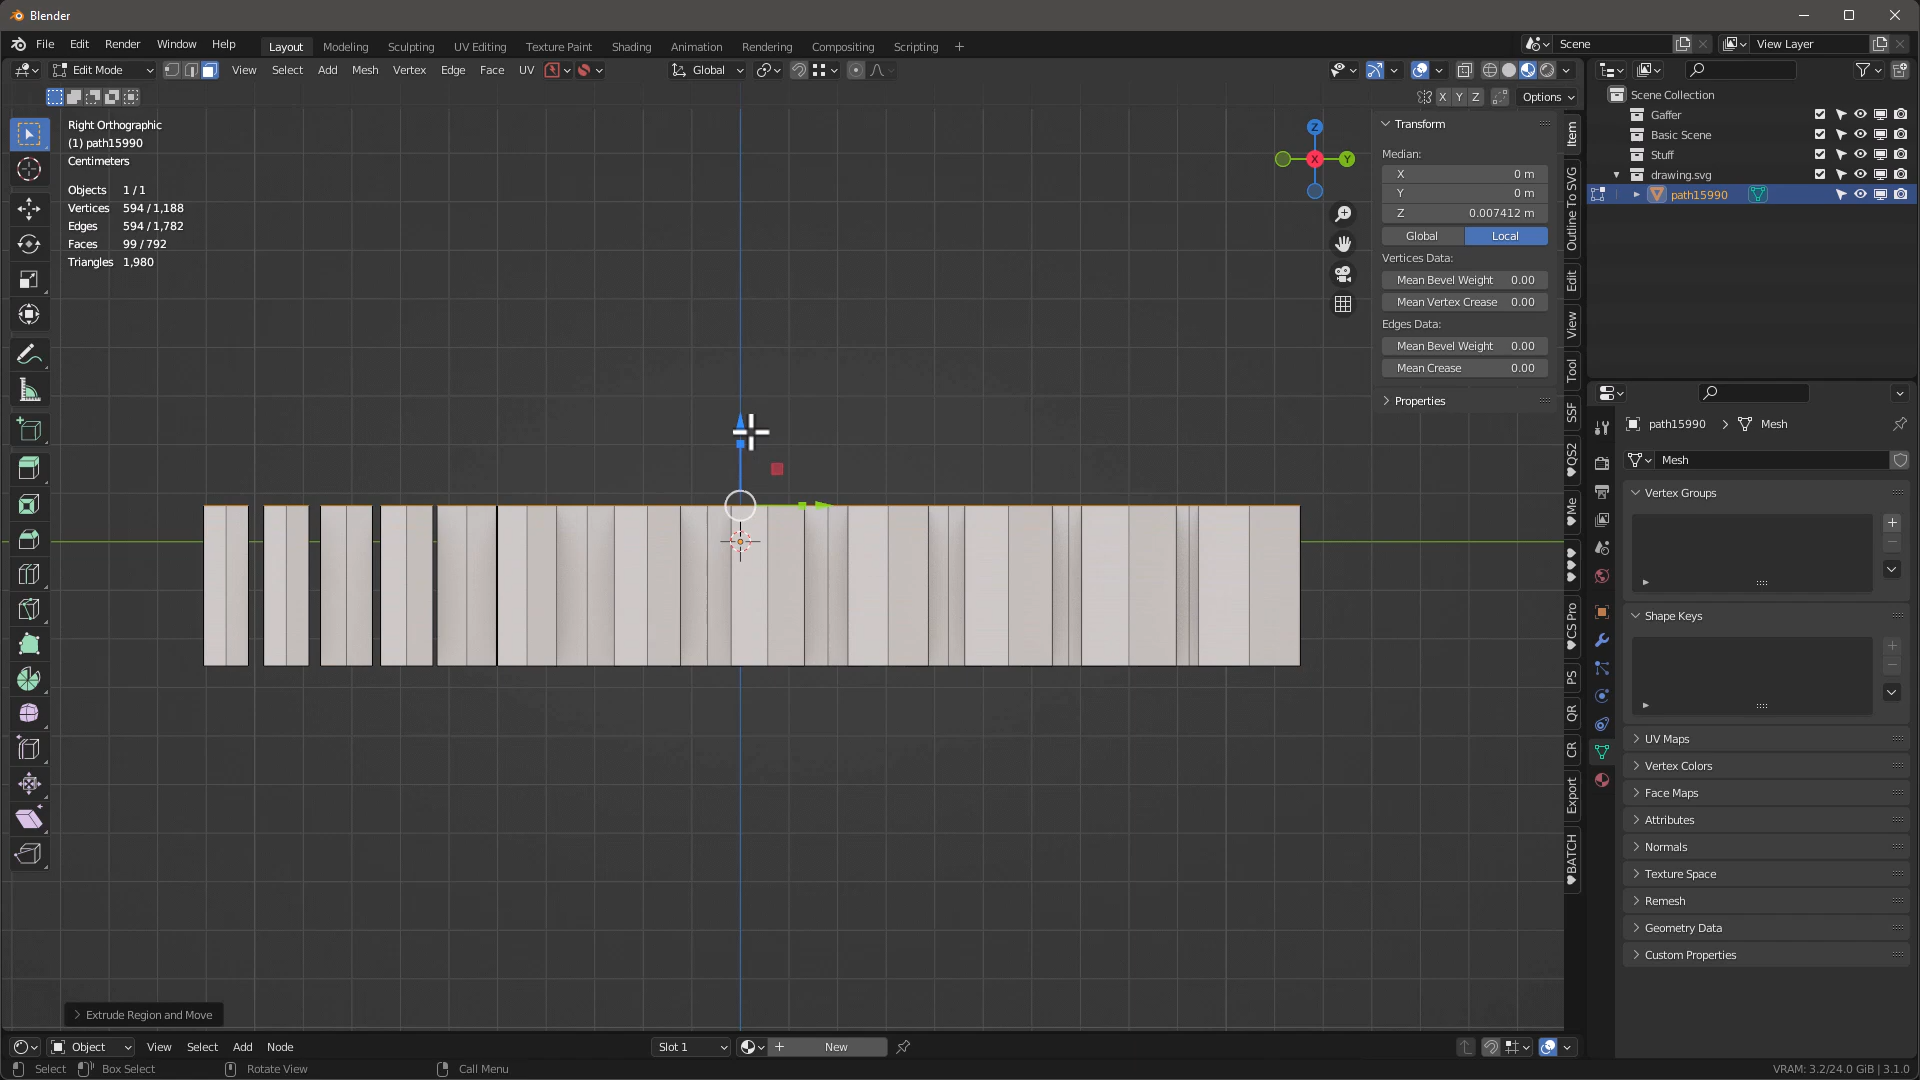 Blender
File Edit Render Window Help Layout Modeling Sculpting UV Editing Texture Paint Shading Animation Rendering Compositing Scripting + Scene View Layer
Edit Mode View Select Add Mesh Vertex Edge Face UV Global
X Y Z Options
Right Orthographic
(1) path15990
Centimeters
Objects 1 / 1
Vertices 594 / 1,188
Edges 594 / 1,782
Faces 99 / 792
Triangles 1,980
Z
X
Y
Transform
Median:
X 0 m
Y 0 m
Z 0.007412 m
Global Local
Vertices Data:
Mean Bevel Weight 0.00
Mean Vertex Crease 0.00
Edges Data:
Mean Bevel Weight 0.00
Mean Crease 0.00
Properties
Item
Outline To SVG
Edit
View
Tool
SSF
♥QS2
♥Me
♥♥♥
♥CS Pro
PS
QR
CR
Export
♥BATCH
Scene Collection
Gaffer
Basic Scene
Stuff
drawing.svg
path15990
path15990 > Mesh
Mesh
Vertex Groups
Shape Keys
UV Maps
Vertex Colors
Face Maps
Attributes
Normals
Texture Space
Remesh
Geometry Data
Custom Properties
Extrude Region and Move
Object View Select Add Node Slot 1 + New
Select Box Select Rotate View Call Menu VRAM: 3.2/24.0 GiB | 3.1.0